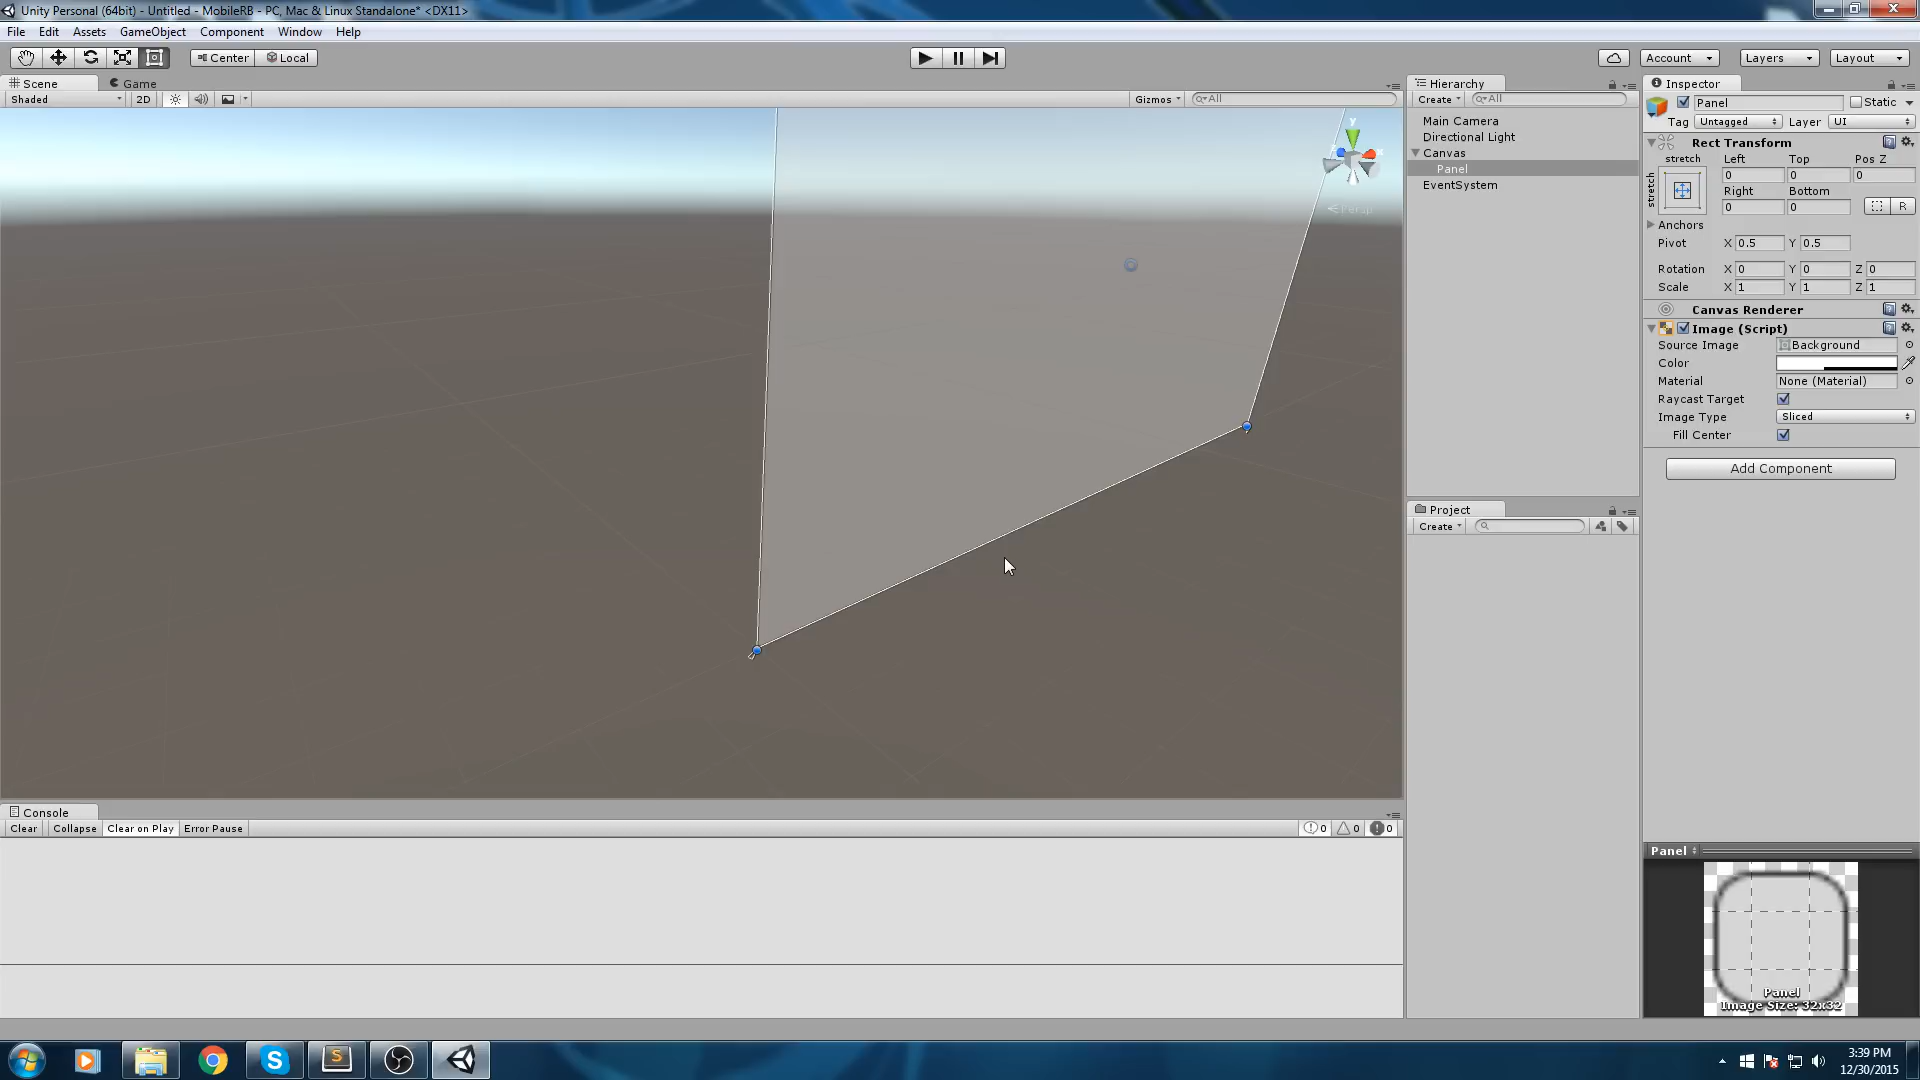 Unity Personal (64bit) - Untitled - MobileRB - PC, Mac & Linux Standalone* <DX11>
File Edit Assets GameObject Component Window Help
Center Local Account Layers Layout
Scene Game
Shaded 2D Gizmos All
Hierarchy
Create All
Main Camera
Directional Light
Canvas
Panel
EventSystem
y
x
Persp
Project
Create
Inspector
Panel Static
Tag Untagged Layer UI
Rect Transform
stretch Left Top Pos Z
stretch 0 0 0
Right Bottom
0 0 R
Anchors
Pivot X 0.5 Y 0.5
Rotation X 0 Y 0 Z 0
Scale X 1 Y 1 Z 1
Canvas Renderer
Image (Script)
Source Image Background
Color
Material None (Material)
Raycast Target
Image Type Sliced
Fill Center
Add Component
Console
Clear Collapse Clear on Play Error Pause 0 0 0
Panel
Panel
Image Size: 32x32
3:39 PM
12/30/2015